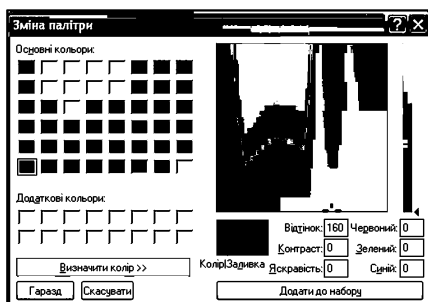 Зміна палітри
Основні кольори:
Додаткові кольори:
Визначити колір >>
Гаразд Скасувати
Колір|Заливка
Відтінок: 160 Червоний: 0
Контраст: 0 Зелений: 0
Яскравість: 0 Синій: 0
Додати до набору